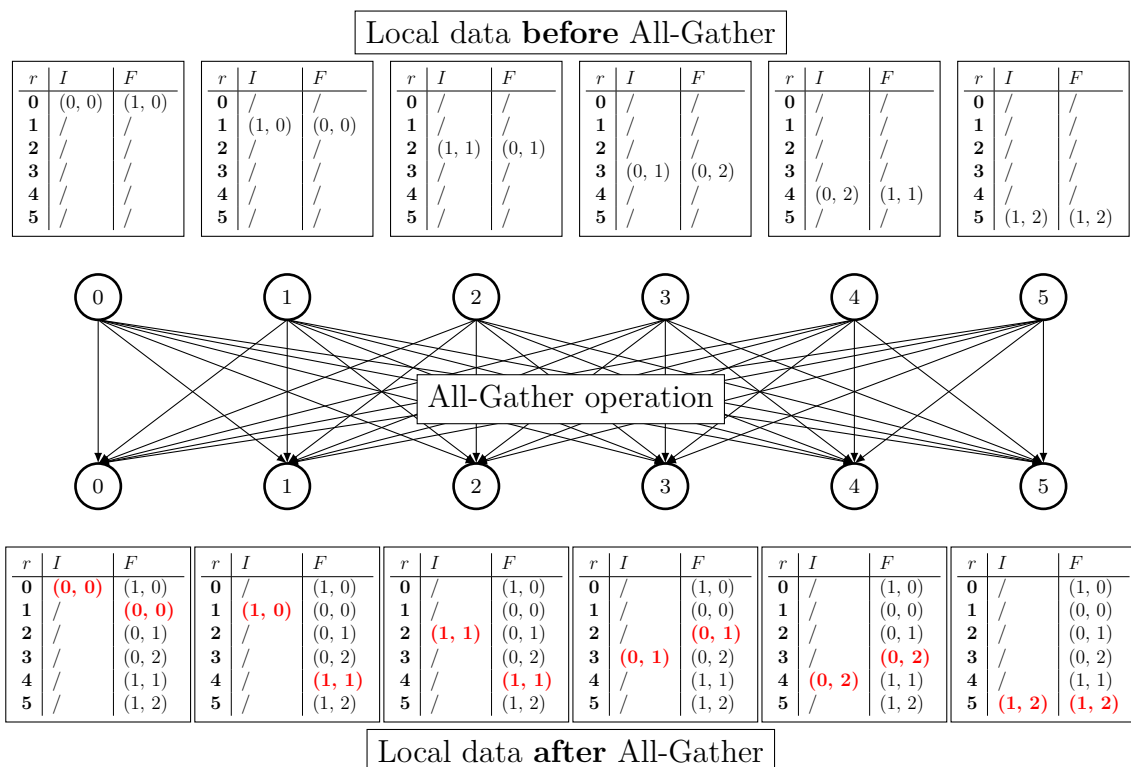 Local data before All-Gather
r I F
0 (0, 0) (1, 0)
1 / /
2 / /
3 / /
4 / /
5 / /
r I F
0 / /
1 (1, 0) (0, 0)
2 / /
3 / /
4 / /
5 / /
r I F
0 / /
1 / /
2 (1, 1) (0, 1)
3 / /
4 / /
5 / /
r I F
0 / /
1 / /
2 / /
3 (0, 1) (0, 2)
4 / /
5 / /
r I F
0 / /
1 / /
2 / /
3 / /
4 (0, 2) (1, 1)
5 / /
r I F
0 / /
1 / /
2 / /
3 / /
4 / /
5 (1, 2) (1, 2)
0 1 2 3 4 5
All-Gather operation
0 1 2 3 4 5
r I F
0 (0, 0) (1, 0)
1 / (0, 0)
2 / (0, 1)
3 / (0, 2)
4 / (1, 1)
5 / (1, 2)
r I F
0 / (1, 0)
1 (1, 0) (0, 0)
2 / (0, 1)
3 / (0, 2)
4 / (1, 1)
5 / (1, 2)
r I F
0 / (1, 0)
1 / (0, 0)
2 (1, 1) (0, 1)
3 / (0, 2)
4 / (1, 1)
5 / (1, 2)
r I F
0 / (1, 0)
1 / (0, 0)
2 / (0, 1)
3 (0, 1) (0, 2)
4 / (1, 1)
5 / (1, 2)
r I F
0 / (1, 0)
1 / (0, 0)
2 / (0, 1)
3 / (0, 2)
4 (0, 2) (1, 1)
5 / (1, 2)
r I F
0 / (1, 0)
1 / (0, 0)
2 / (0, 1)
3 / (0, 2)
4 / (1, 1)
5 (1, 2) (1, 2)
Local data after All-Gather